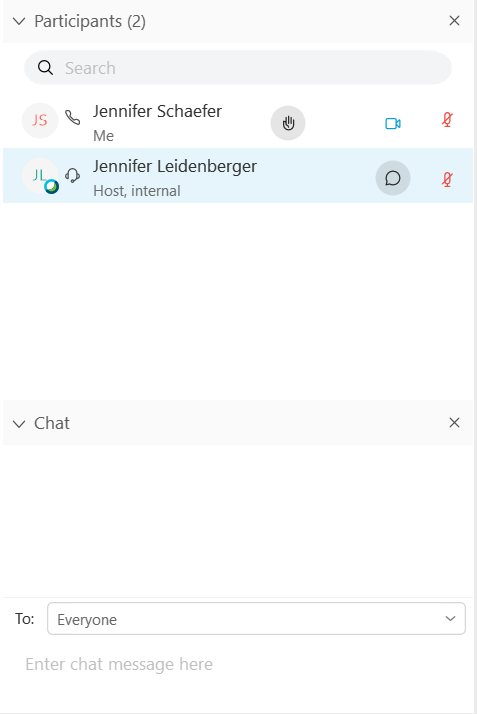 Participants (2)
Search
JS
Jennifer Schaefer
Me
JL
Jennifer Leidenberger
Host, internal
Chat
To:
Everyone
Enter chat message here